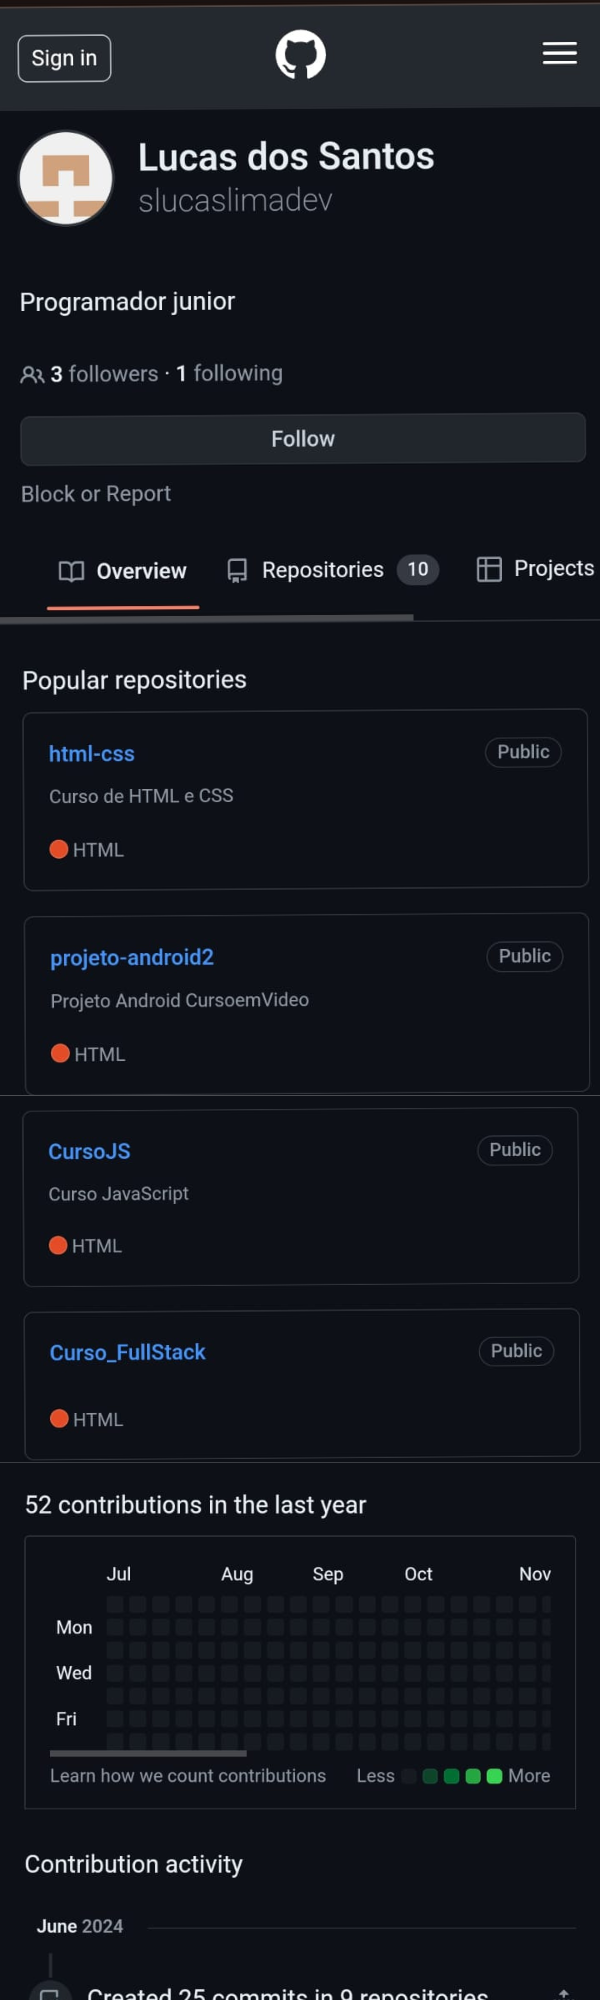 Sign in
Lucas dos Santos
slucaslimadev
Programador junior
3 followers · 1 following
Follow
Block or Report
Overview Repositories 10 Projects
Popular repositories
html-css Public
Curso de HTML e CSS
HTML
projeto-android2 Public
Projeto Android CursoemVideo
HTML
CursoJS Public
Curso JavaScript
HTML
Curso_FullStack Public
HTML
52 contributions in the last year
Jul Aug Sep Oct Nov
Mon
Wed
Fri
Learn how we count contributions Less More
Contribution activity
June 2024
Created 25 commits in 9 repositories